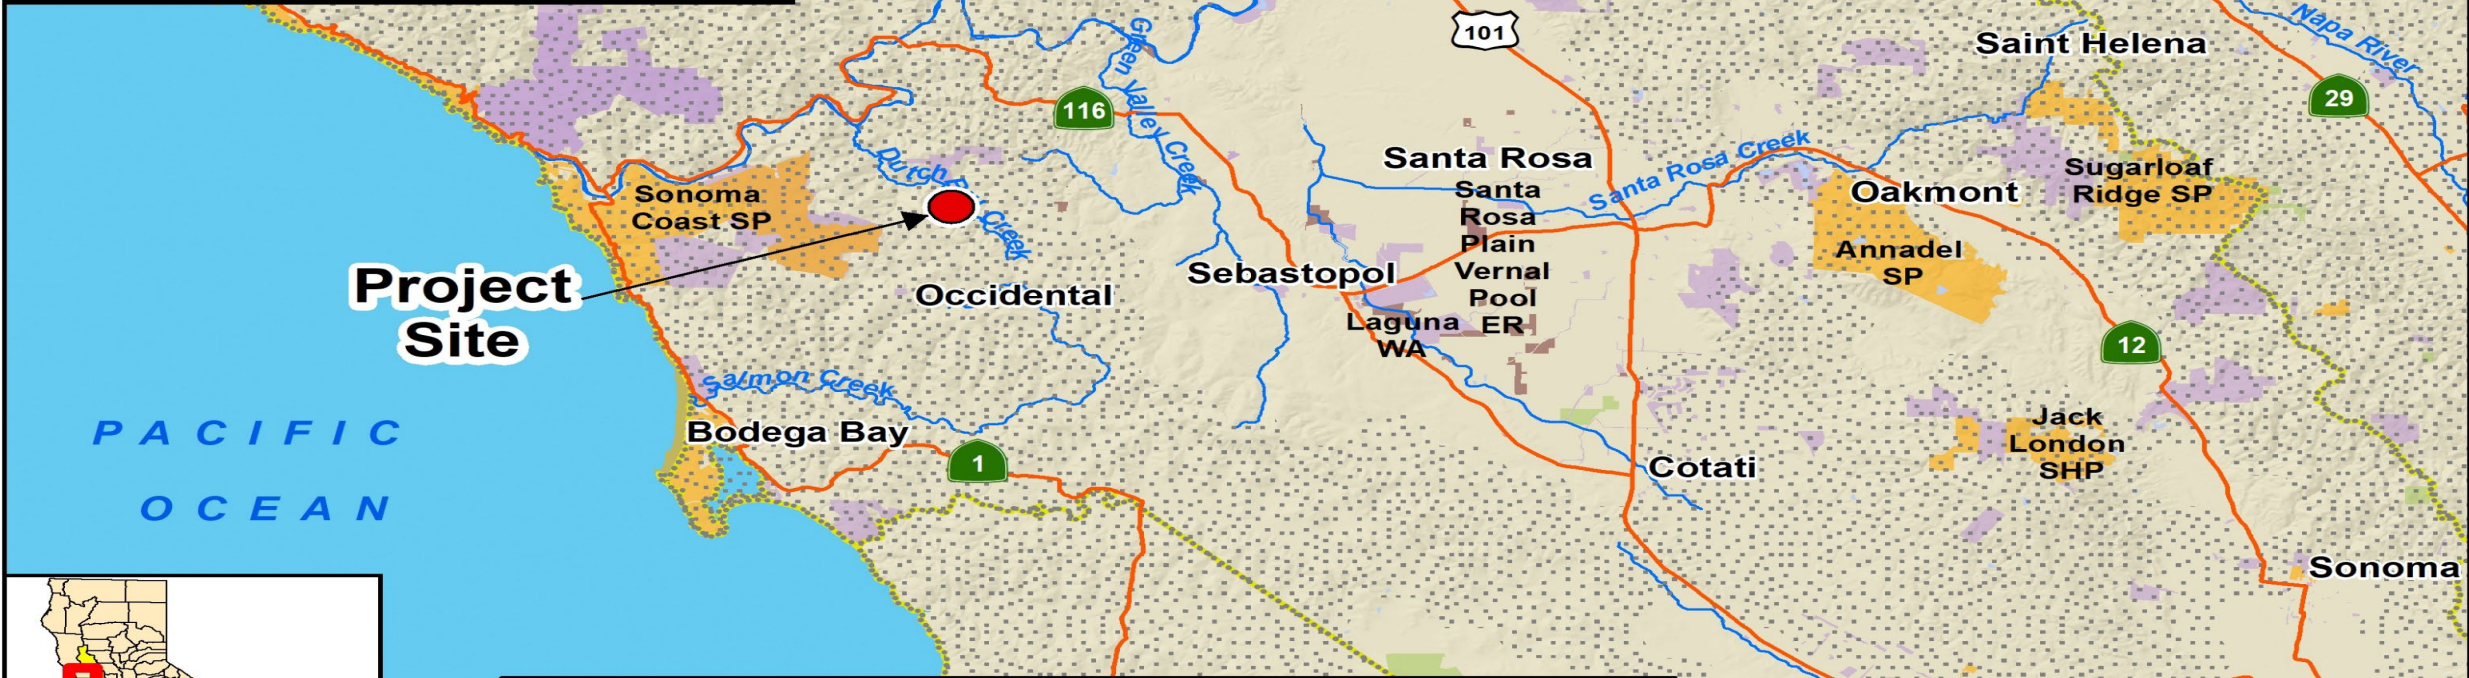 101
Napa River
Saint Helena
29
Green Valley Creek
116
Santa Rosa
Santa Rosa Creek
Dutch
Creek
Sonoma
Coast SP
Santa
Rosa
Plain
Vernal
Pool
ER
Oakmont
Sugarloaf
Ridge SP
Annadel
SP
Project
Site
Sebastopol
Occidental
Laguna
WA
12
Salmon Creek
PACIFIC
OCEAN
Bodega Bay
1
Cotati
Jack
London
SHP
Sonoma